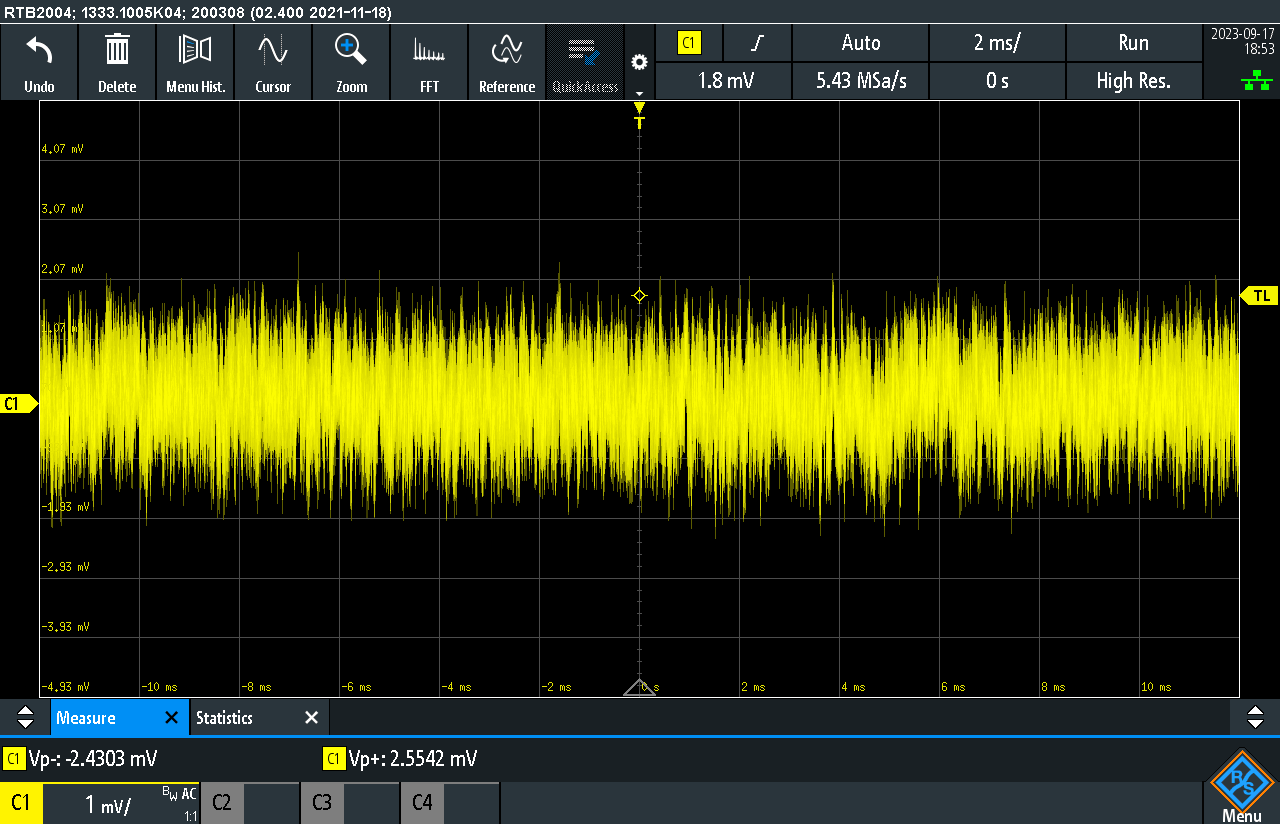 RTB2004; 1333.1005K04; 200308 (02.400 2021-11-18)
Undo
Delete
Menu Hist.
Cursor
Zoom
FFT
Reference
QuickAccess
C1
Auto
2 ms/
Run
1.8 mV
5.43 MSa/s
0 s
High Res.
2023-09-17
18:53
T
4.07 mV
3.07 mV
2.07 mV
TL
1.07 mV
C1
-1.93 mV
-2.93 mV
-3.93 mV
-4.93 mV
-10 ms
-8 ms
-6 ms
-4 ms
-2 ms
0 s
2 ms
4 ms
6 ms
8 ms
10 ms
Measure
Statistics
C1 Vp-: -2.4303 mV
C1 Vp+: 2.5542 mV
C1
1 mV/
BW AC
1:1
C2
C3
C4
R S
Menu